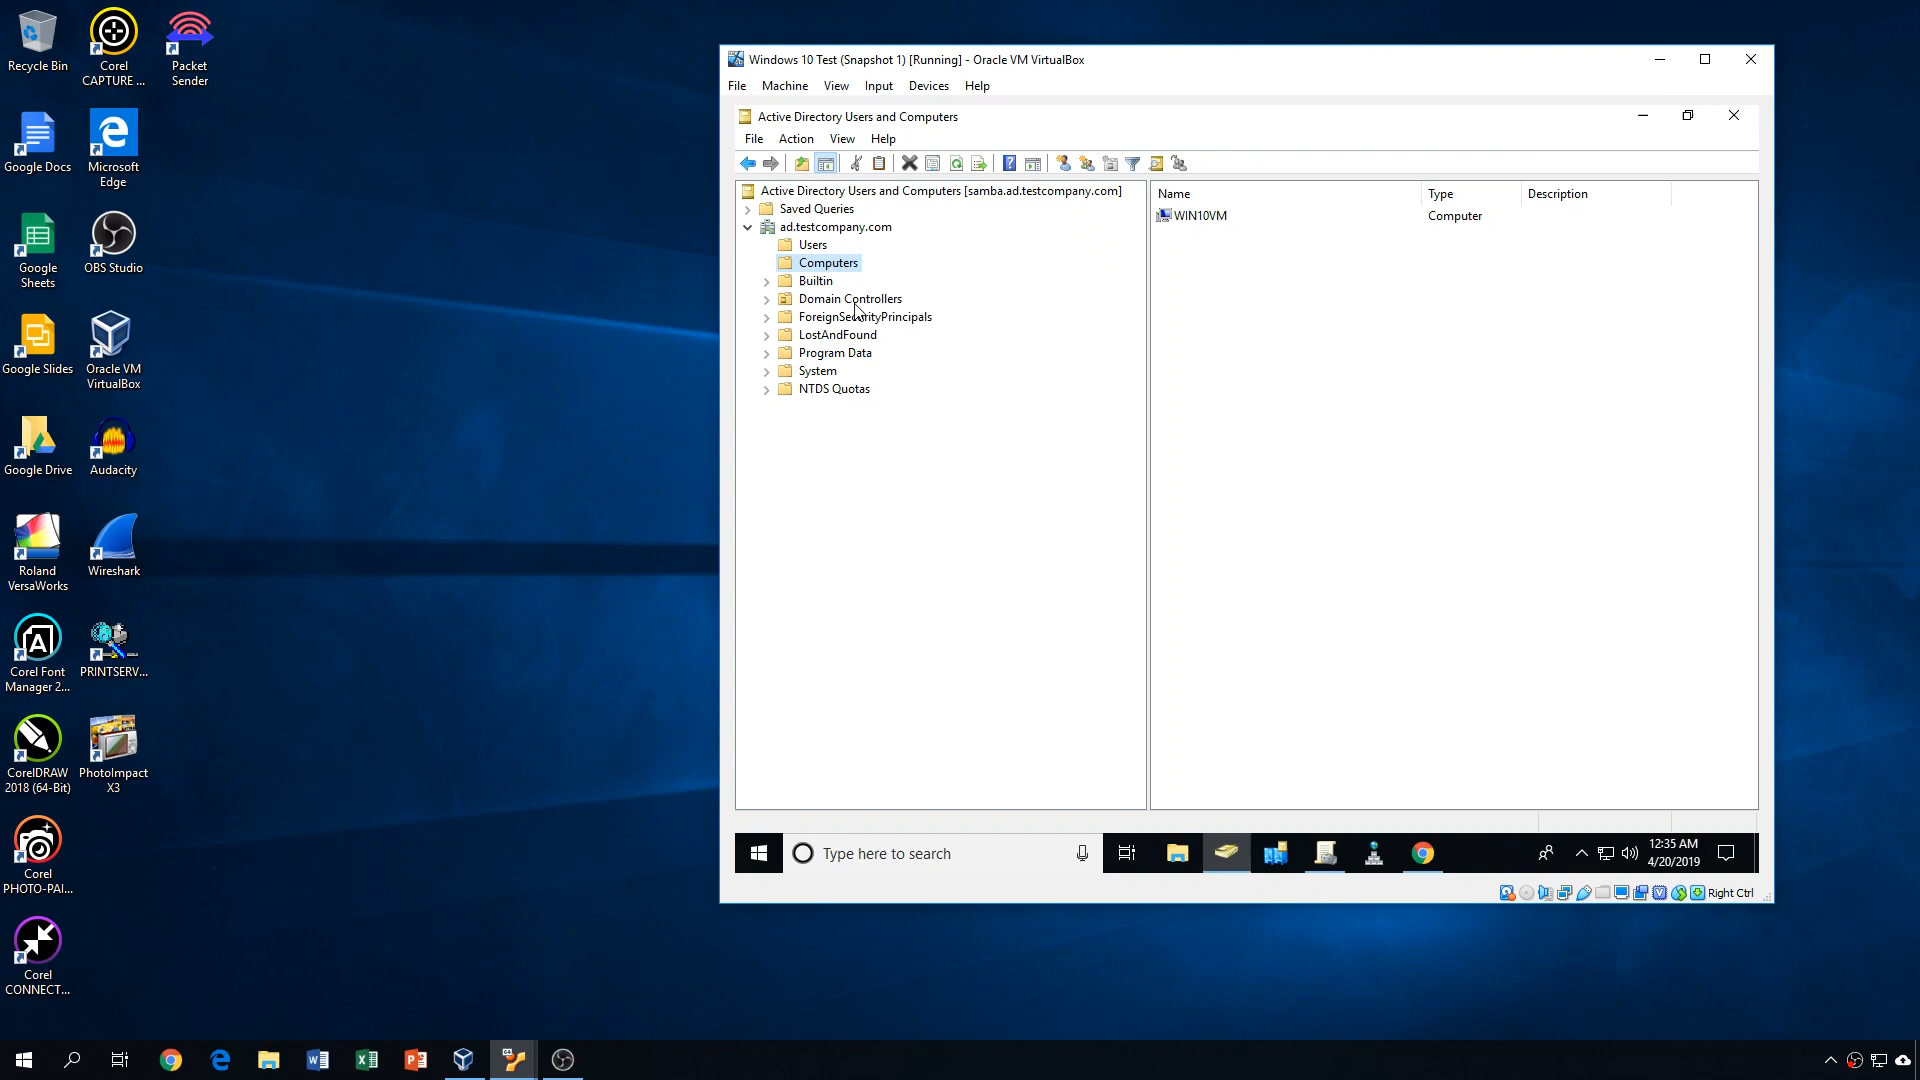 Recycle Bin
Corel
CAPTURE ...
Packet
Sender
Google Docs
Microsoft
Edge
Google
Sheets
OBS Studio
Google Slides
Oracle VM
VirtualBox
Google Drive
Audacity
Roland
VersaWorks
Wireshark
Corel Font
Manager 2...
PRINTSERV...
CorelDRAW
2018 (64-Bit)
PhotoImpact
X3
Corel
PHOTO-PAI...
Corel
CONNECT...
Windows 10 Test (Snapshot 1) [Running] - Oracle VM VirtualBox
File Machine View Input Devices Help
Active Directory Users and Computers
File Action View Help
Active Directory Users and Computers [samba.ad.testcompany.com]
Saved Queries
ad.testcompany.com
Users
Computers
Builtin
Domain Controllers
ForeignSecurityPrincipals
LostAndFound
Program Data
System
NTDS Quotas
Name Type Description
WIN10VM Computer
Type here to search
12:35 AM
4/20/2019
Right Ctrl